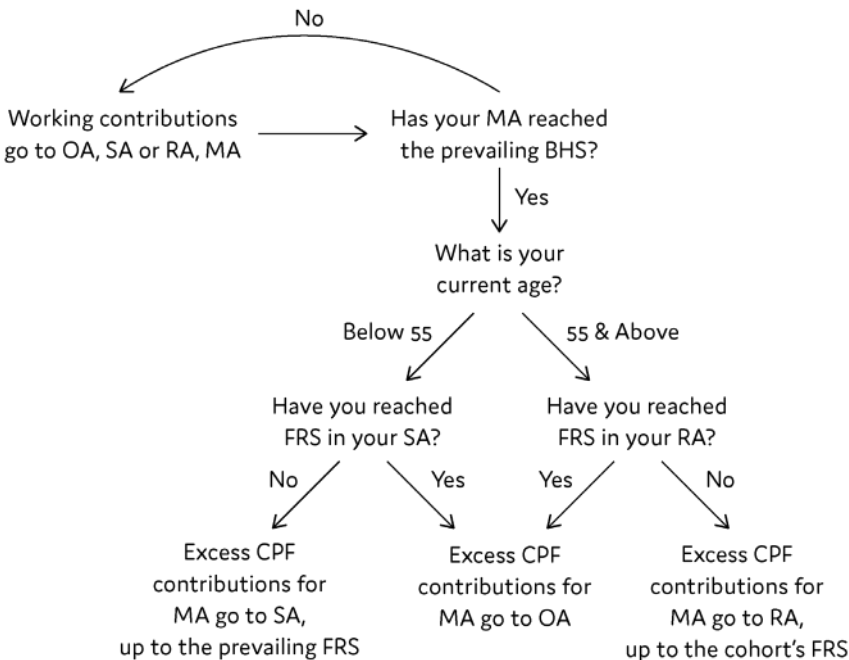 No
Working contributions
go to OA, SA or RA, MA
Has your MA reached
the prevailing BHS?
Yes
What is your
current age?
Below 55
55 & Above
Have you reached
FRS in your SA?
Have you reached
FRS in your RA?
No
Yes
Yes
No
Excess CPF
contributions for
MA go to SA,
up to the prevailing FRS
Excess CPF
contributions for
MA go to OA
Excess CPF
contributions for
MA go to RA,
up to the cohort's FRS